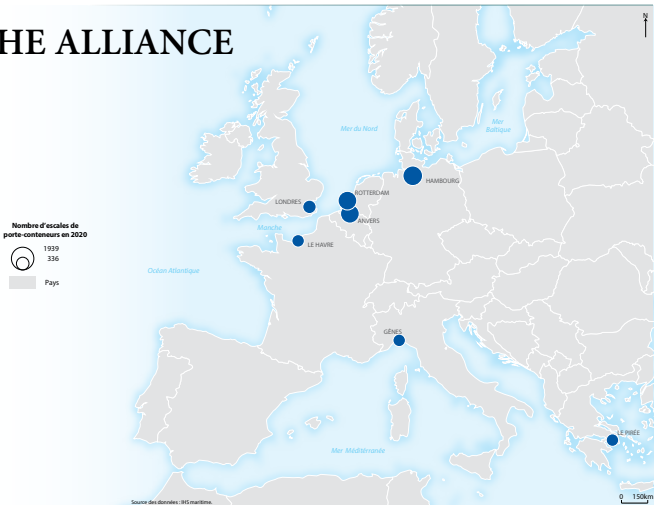 HE ALLIANCE
N
Mer du Nord
Mer
Baltique
HAMBOURG
ROTTERDAM
LONDRES
ANVERS
Manche
LE HAVRE
Nombre d'escales de
porte-conteneurs en 2020
1939
336
Pays
Océan Atlantique
GÊNES
LE PIRÉE
Mer Méditerranée
Source des données : IHS maritime.
0 150km